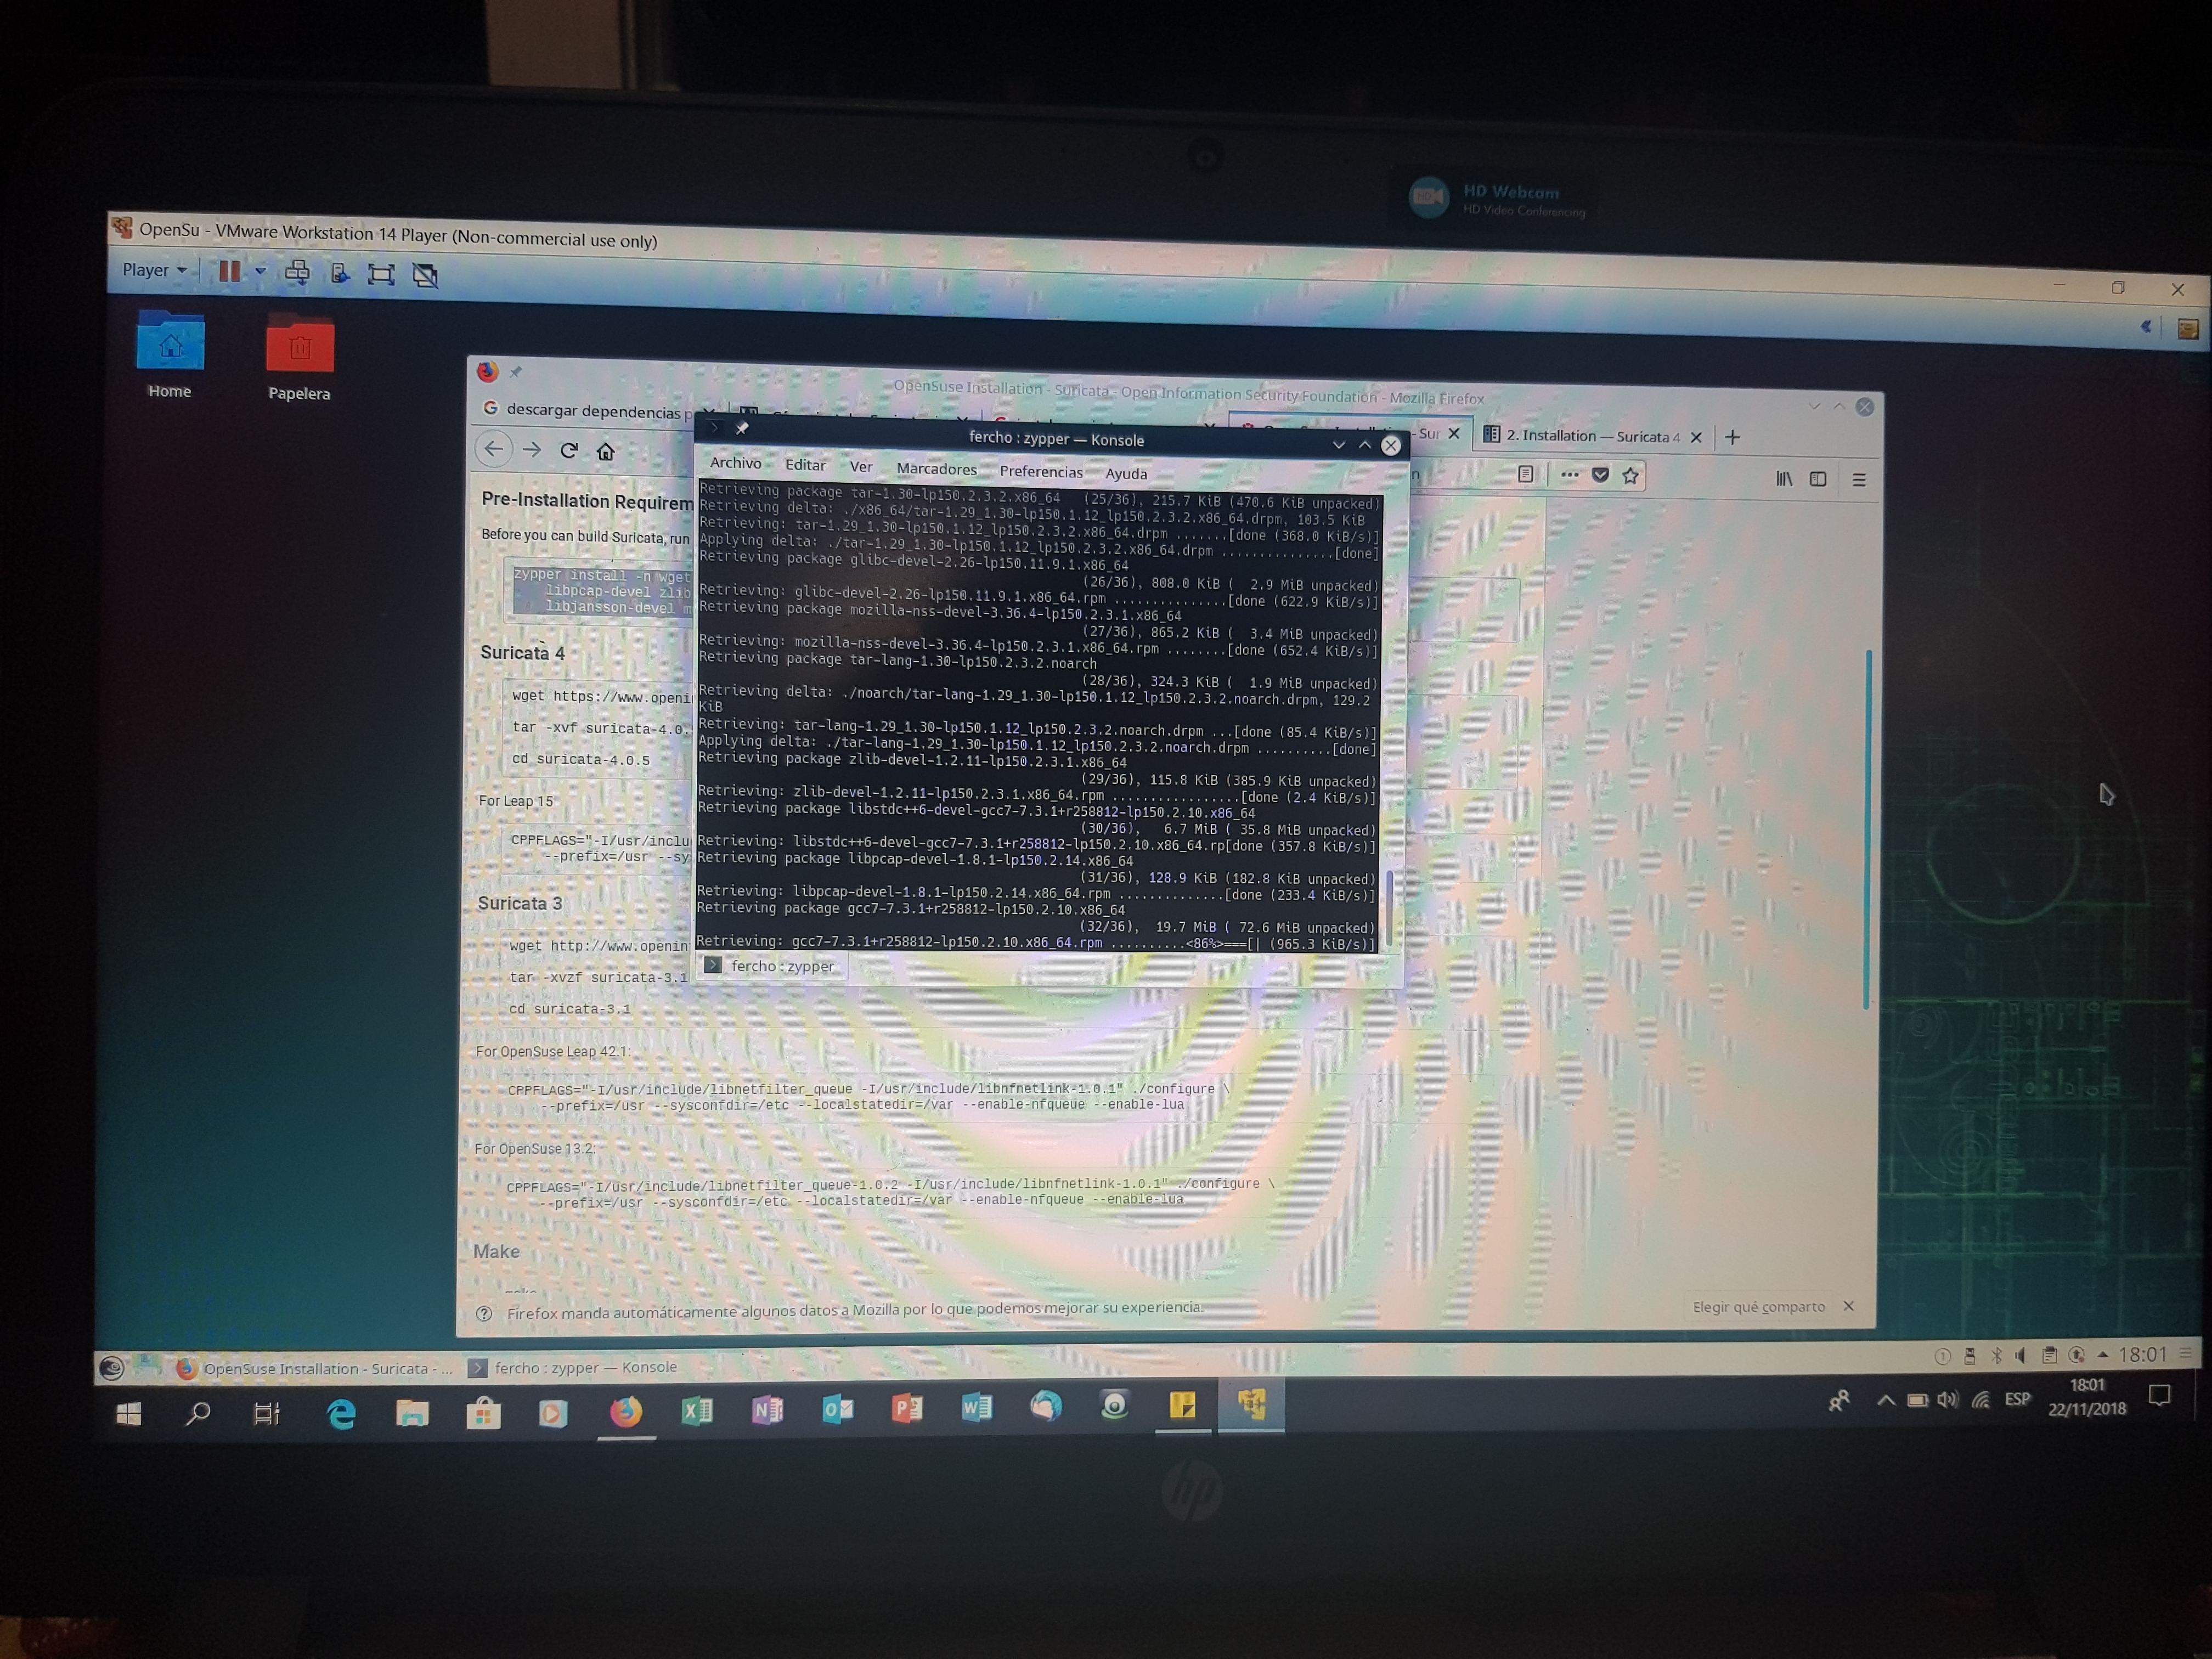 HD Webcam
HD Video Conferencing
OpenSu - VMware Workstation 14 Player (Non-commercial use only)
Player
Home
Papelera
OpenSuse Installation - Suricata - Open Information Security Foundation - Mozilla Firefox
descargar dependencias p
- Sur
2. Installation — Suricata 4
fercho : zypper — Konsole
Archivo Editar Ver Marcadores Preferencias Ayuda
Retrieving package tar-1.30-lp150.2.3.2.x86_64 (25/36), 215.7 KiB (470.6 KiB unpacked)
Retrieving delta: ./x86_64/tar-1.29_1.30-lp150.1.12_lp150.2.3.2.x86_64.drpm, 103.5 KiB
Retrieving: tar-1.29_1.30-lp150.1.12_lp150.2.3.2.x86_64.drpm .......[done (368.0 KiB/s)]
Applying delta: ./tar-1.29_1.30-lp150.1.12_lp150.2.3.2.x86_64.drpm ...............[done]
Retrieving package glibc-devel-2.26-lp150.11.9.1.x86_64
(26/36), 808.0 KiB ( 2.9 MiB unpacked)
Retrieving: glibc-devel-2.26-lp150.11.9.1.x86_64.rpm ...............[done (622.9 KiB/s)]
Retrieving package mozilla-nss-devel-3.36.4-lp150.2.3.1.x86_64
(27/36), 865.2 KiB ( 3.4 MiB unpacked)
Retrieving: mozilla-nss-devel-3.36.4-lp150.2.3.1.x86_64.rpm ........[done (652.4 KiB/s)]
Retrieving package tar-lang-1.30-lp150.2.3.2.noarch
(28/36), 324.3 KiB ( 1.9 MiB unpacked)
Retrieving delta: ./noarch/tar-lang-1.29_1.30-lp150.1.12_lp150.2.3.2.noarch.drpm, 129.2
KiB
Retrieving: tar-lang-1.29_1.30-lp150.1.12_lp150.2.3.2.noarch.drpm ...[done (85.4 KiB/s)]
Applying delta: ./tar-lang-1.29_1.30-lp150.1.12_lp150.2.3.2.noarch.drpm ..........[done]
Retrieving package zlib-devel-1.2.11-lp150.2.3.1.x86_64
(29/36), 115.8 KiB (385.9 KiB unpacked)
Retrieving: zlib-devel-1.2.11-lp150.2.3.1.x86_64.rpm .................[done (2.4 KiB/s)]
Retrieving package libstdc++6-devel-gcc7-7.3.1+r258812-lp150.2.10.x86_64
(30/36), 6.7 MiB ( 35.8 MiB unpacked)
Retrieving: libstdc++6-devel-gcc7-7.3.1+r258812-lp150.2.10.x86_64.rp[done (357.8 KiB/s)]
Retrieving package libpcap-devel-1.8.1-lp150.2.14.x86_64
(31/36), 128.9 KiB (182.8 KiB unpacked)
Retrieving: libpcap-devel-1.8.1-lp150.2.14.x86_64.rpm ..............[done (233.4 KiB/s)]
Retrieving package gcc7-7.3.1+r258812-lp150.2.10.x86_64
(32/36), 19.7 MiB ( 72.6 MiB unpacked)
Retrieving: gcc7-7.3.1+r258812-lp150.2.10.x86_64.rpm ..........<86%>===[| (965.3 KiB/s)]
fercho : zypper
Pre-Installation Requirem
Before you can build Suricata, run
zypper install -n wget
libpcap-devel zlib
libjansson-devel m
Suricata 4
wget https://www.openi
tar -xvf suricata-4.0.
cd suricata-4.0.5
For Leap 15
CPPFLAGS="-I/usr/inclu
--prefix=/usr --sy
Suricata 3
wget http://www.openin
tar -xvzf suricata-3.1
cd suricata-3.1
For OpenSuse Leap 42.1:
CPPFLAGS="-I/usr/include/libnetfilter_queue -I/usr/include/libnfnetlink-1.0.1" ./configure \
--prefix=/usr --sysconfdir=/etc --localstatedir=/var --enable-nfqueue --enable-lua
For OpenSuse 13.2:
CPPFLAGS="-I/usr/include/libnetfilter_queue-1.0.2 -I/usr/include/libnfnetlink-1.0.1" ./configure \
--prefix=/usr --sysconfdir=/etc --localstatedir=/var --enable-nfqueue --enable-lua
Make
Firefox manda automáticamente algunos datos a Mozilla por lo que podemos mejorar su experiencia.
Elegir qué comparto
OpenSuse Installation - Suricata - ...
fercho : zypper — Konsole
18:01
ESP
18:01
22/11/2018
hp